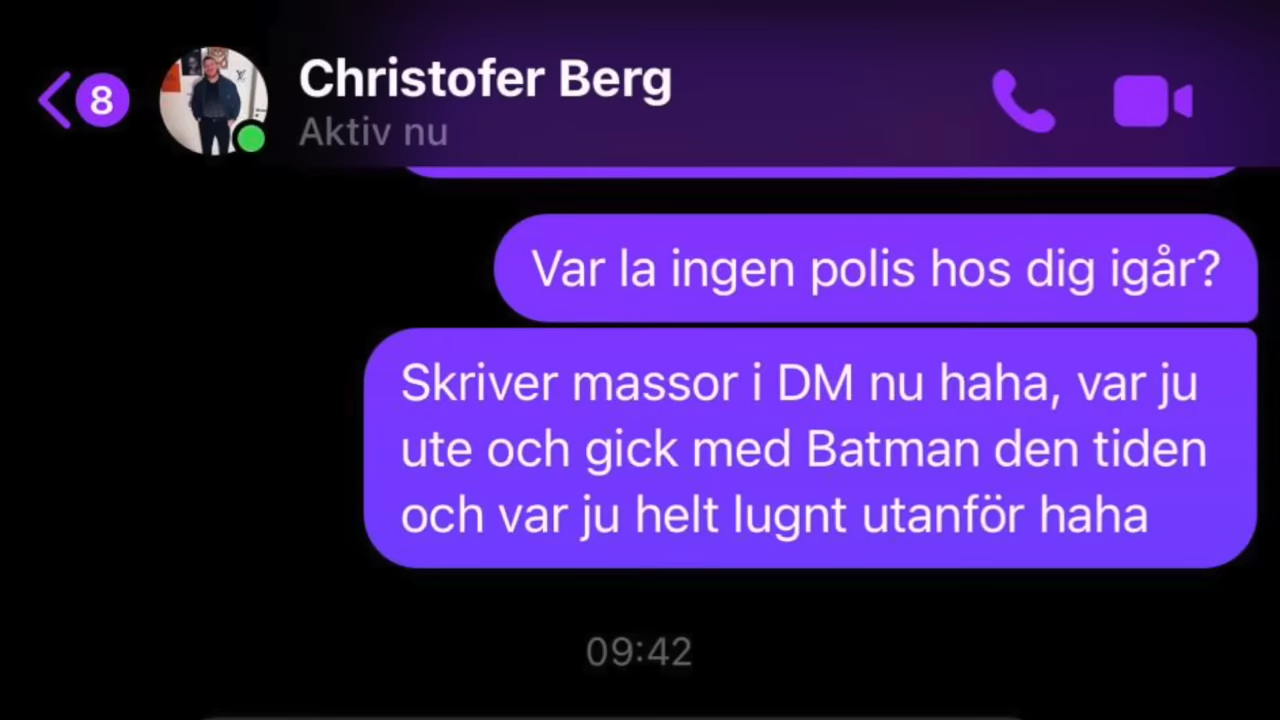 8
Christofer Berg
Aktiv nu
Var la ingen polis hos dig igår?
Skriver massor i DM nu haha, var ju
ute och gick med Batman den tiden
och var ju helt lugnt utanför haha
09:42